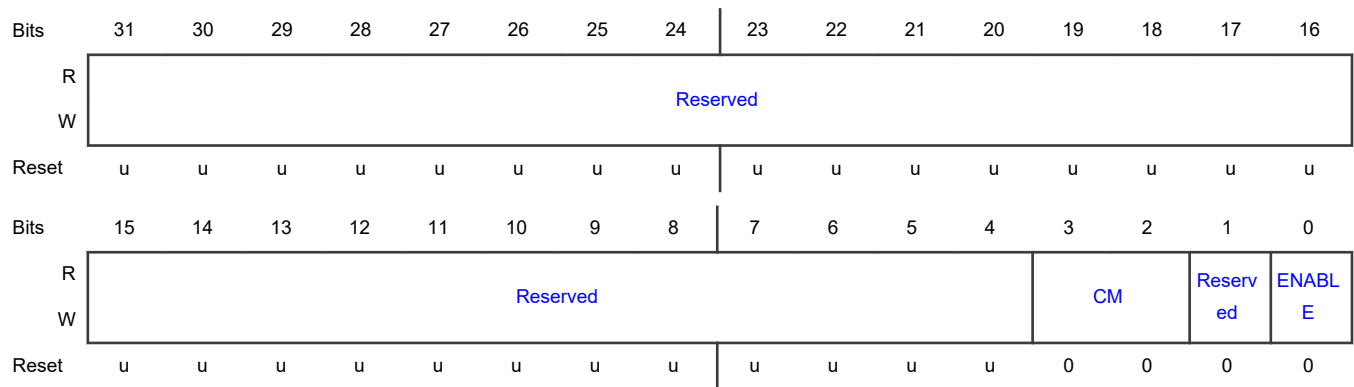 Bits 31 30 29 28 27 26 25 24 23 22 21 20 19 18 17 16
R
Reserved
W
Reset u u u u u u u u u u u u u u u u
Bits 15 14 13 12 11 10 9 8 7 6 5 4 3 2 1 0
R
Reserved CM Reserv ENABL
ed E
W
Reset u u u u u u u u u u u u 0 0 0 0